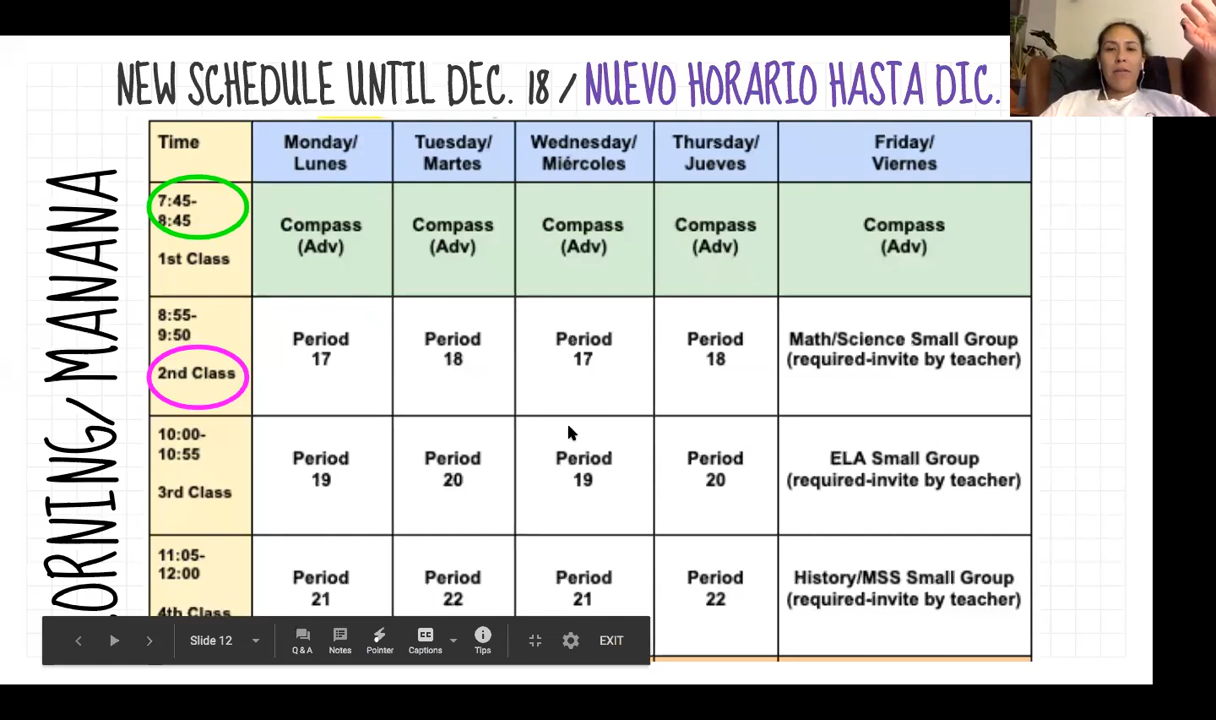 NEW SCHEDULE UNTIL DEC. 18 / NUEVO HORARIO HASTA DIC.
ORNING/ MANANA
Time
Monday/
Lunes
Tuesday/
Martes
Wednesday/
Miércoles
Thursday/
Jueves
Friday/
Viernes
7:45-
8:45
1st Class
Compass
(Adv)
Compass
(Adv)
Compass
(Adv)
Compass
(Adv)
Compass
(Adv)
8:55-
9:50
2nd Class
Period
17
Period
18
Period
17
Period
18
Math/Science Small Group
(required-invite by teacher)
10:00-
10:55
3rd Class
Period
19
Period
20
Period
19
Period
20
ELA Small Group
(required-invite by teacher)
11:05-
12:00
4th Class
Period
21
Period
22
Period
21
Period
22
History/MSS Small Group
(required-invite by teacher)
Slide 12
Q & A
Notes
Pointer
CC
Captions
Tips
EXIT